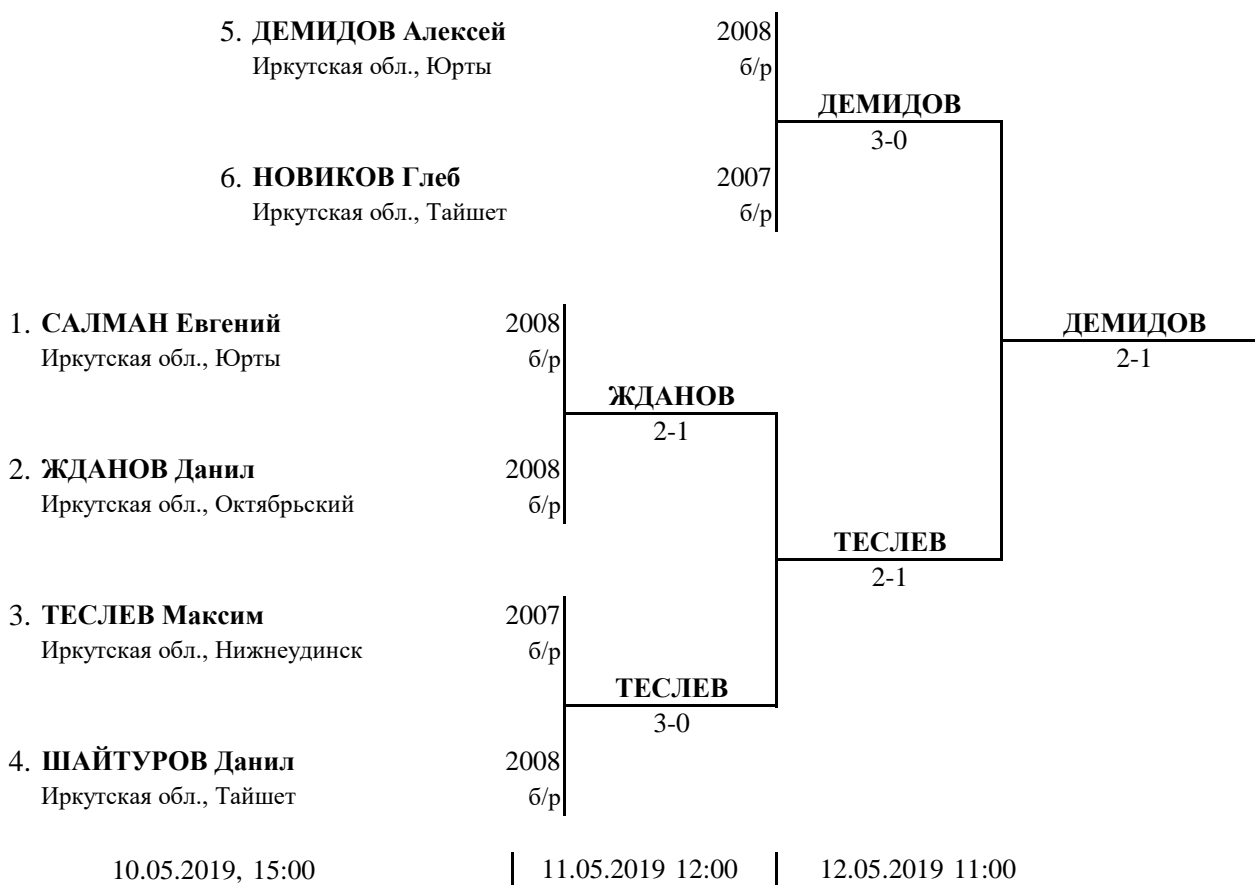 5. ДЕМИДОВ Алексей 2008
Иркутская обл., Юрты б/р
ДЕМИДОВ
3-0
6. НОВИКОВ Глеб 2007
Иркутская обл., Тайшет б/р
1. САЛМАН Евгений 2008
Иркутская обл., Юрты б/р
ДЕМИДОВ
2-1
ЖДАНОВ
2-1
2. ЖДАНОВ Данил 2008
Иркутская обл., Октябрьский б/р
ТЕСЛЕВ
2-1
3. ТЕСЛЕВ Максим 2007
Иркутская обл., Нижнеудинск б/р
ТЕСЛЕВ
3-0
4. ШАЙТУРОВ Данил 2008
Иркутская обл., Тайшет б/р
10.05.2019, 15:00 11.05.2019 12:00 12.05.2019 11:00